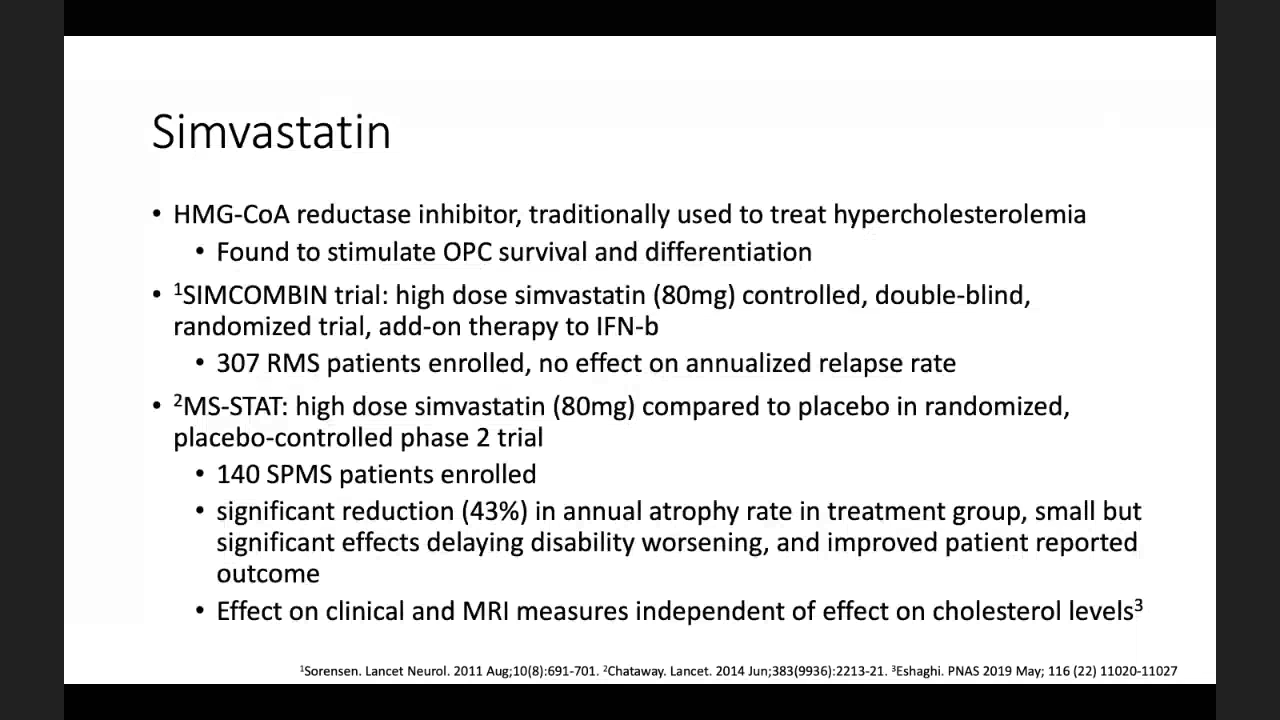 Simvastatin
• HMG-CoA reductase inhibitor, traditionally used to treat hypercholesterolemia
• Found to stimulate OPC survival and differentiation
• ¹SIMCOMBIN trial: high dose simvastatin (80mg) controlled, double-blind,
randomized trial, add-on therapy to IFN-b
• 307 RMS patients enrolled, no effect on annualized relapse rate
• ²MS-STAT: high dose simvastatin (80mg) compared to placebo in randomized,
placebo-controlled phase 2 trial
• 140 SPMS patients enrolled
• significant reduction (43%) in annual atrophy rate in treatment group, small but
significant effects delaying disability worsening, and improved patient reported
outcome
• Effect on clinical and MRI measures independent of effect on cholesterol levels³
¹Sorensen. Lancet Neurol. 2011 Aug;10(8):691-701. ²Chataway. Lancet. 2014 Jun;383(9936):2213-21. ³Eshaghi. PNAS 2019 May; 116 (22) 11020-11027